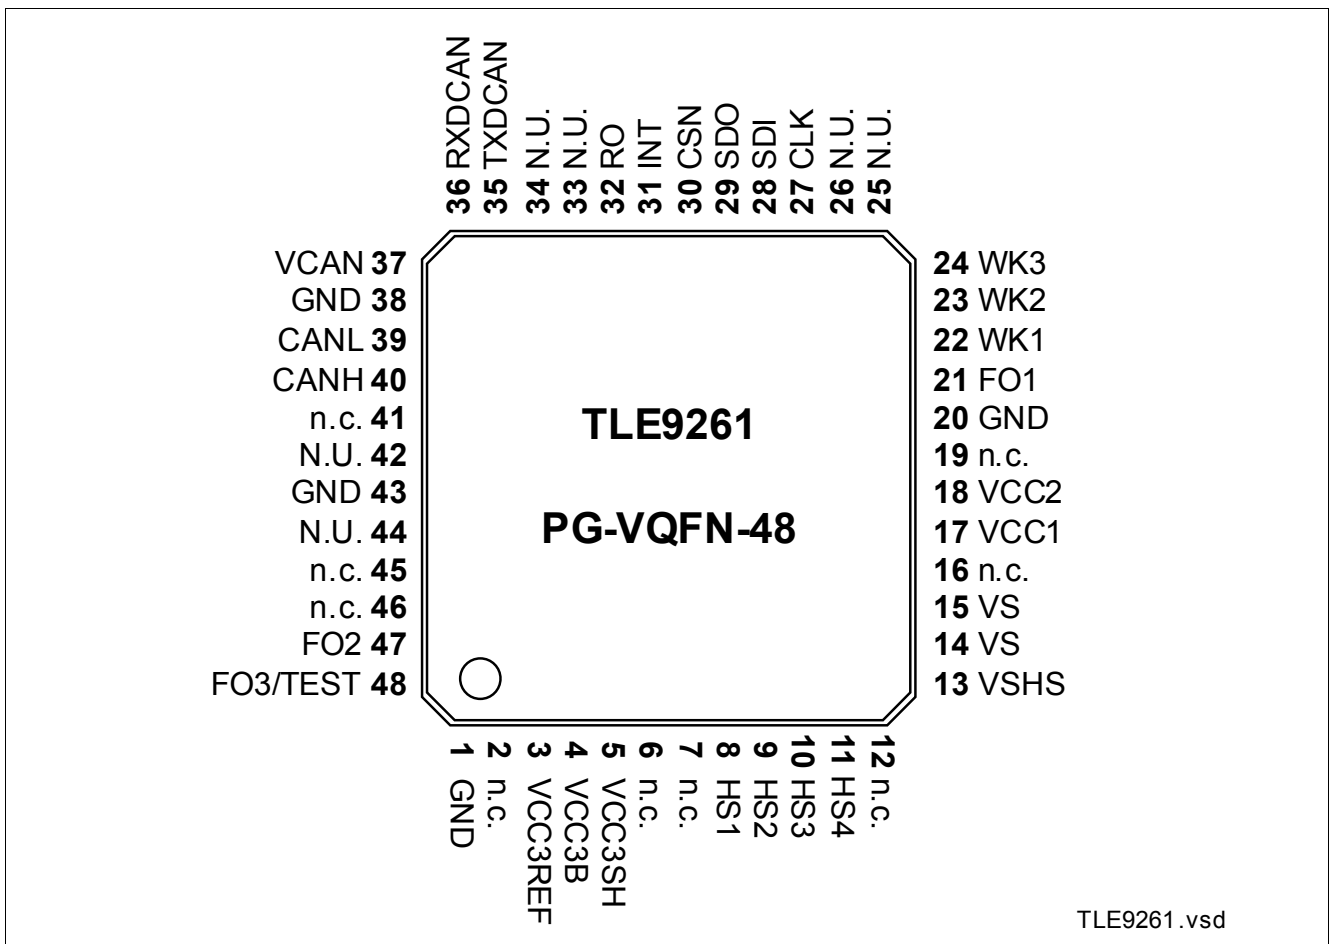 36 RXDCAN
35 TXDCAN
34 N.U.
33 N.U.
32 RO
31 INT
30 CSN
29 SDO
28 SDI
27 CLK
26 N.U.
25 N.U.
VCAN 37
GND 38
CANL 39
CANH 40
n.c. 41
N.U. 42
GND 43
N.U. 44
n.c. 45
n.c. 46
FO2 47
FO3/TEST 48
TLE9261
PG-VQFN-48
24 WK3
23 WK2
22 WK1
21 FO1
20 GND
19 n.c.
18 VCC2
17 VCC1
16 n.c.
15 VS
14 VS
13 VSHS
1 GND
2 n.c.
3 VCC3REF
4 VCC3B
5 VCC3SH
6 n.c.
7 n.c.
8 HS1
9 HS2
10 HS3
11 HS4
12 n.c.
TLE9261.vsd